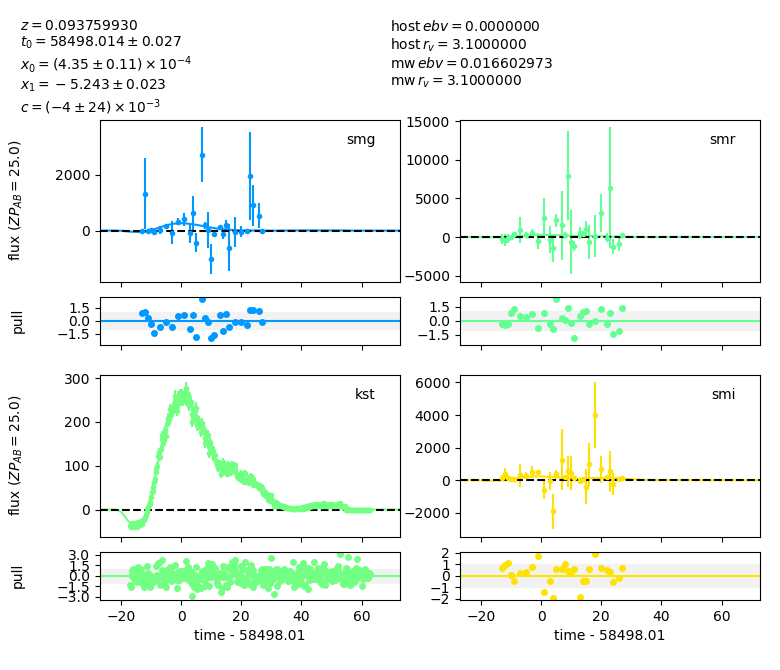 z = 0.093759930
t₀ = 58498.014 ± 0.027
x₀ = (4.35 ± 0.11) × 10⁻⁴
x₁ = −5.243 ± 0.023
c = (−4 ± 24) × 10⁻³
host ebv = 0.0000000
host r_v = 3.1000000
mw ebv = 0.016602973
mw r_v = 3.1000000
flux (ZP_AB = 25.0)
smg
2000
0
smr
15000
10000
5000
0
−5000
pull
1.5
0.0
−1.5
1.5
0.0
−1.5
flux (ZP_AB = 25.0)
kst
300
200
100
0
smi
6000
4000
2000
0
−2000
pull
3.0
1.5
0.0
−1.5
−3.0
2
1
0
−1
−2
−20 0 20 40 60
−20 0 20 40 60
time - 58498.01
time - 58498.01